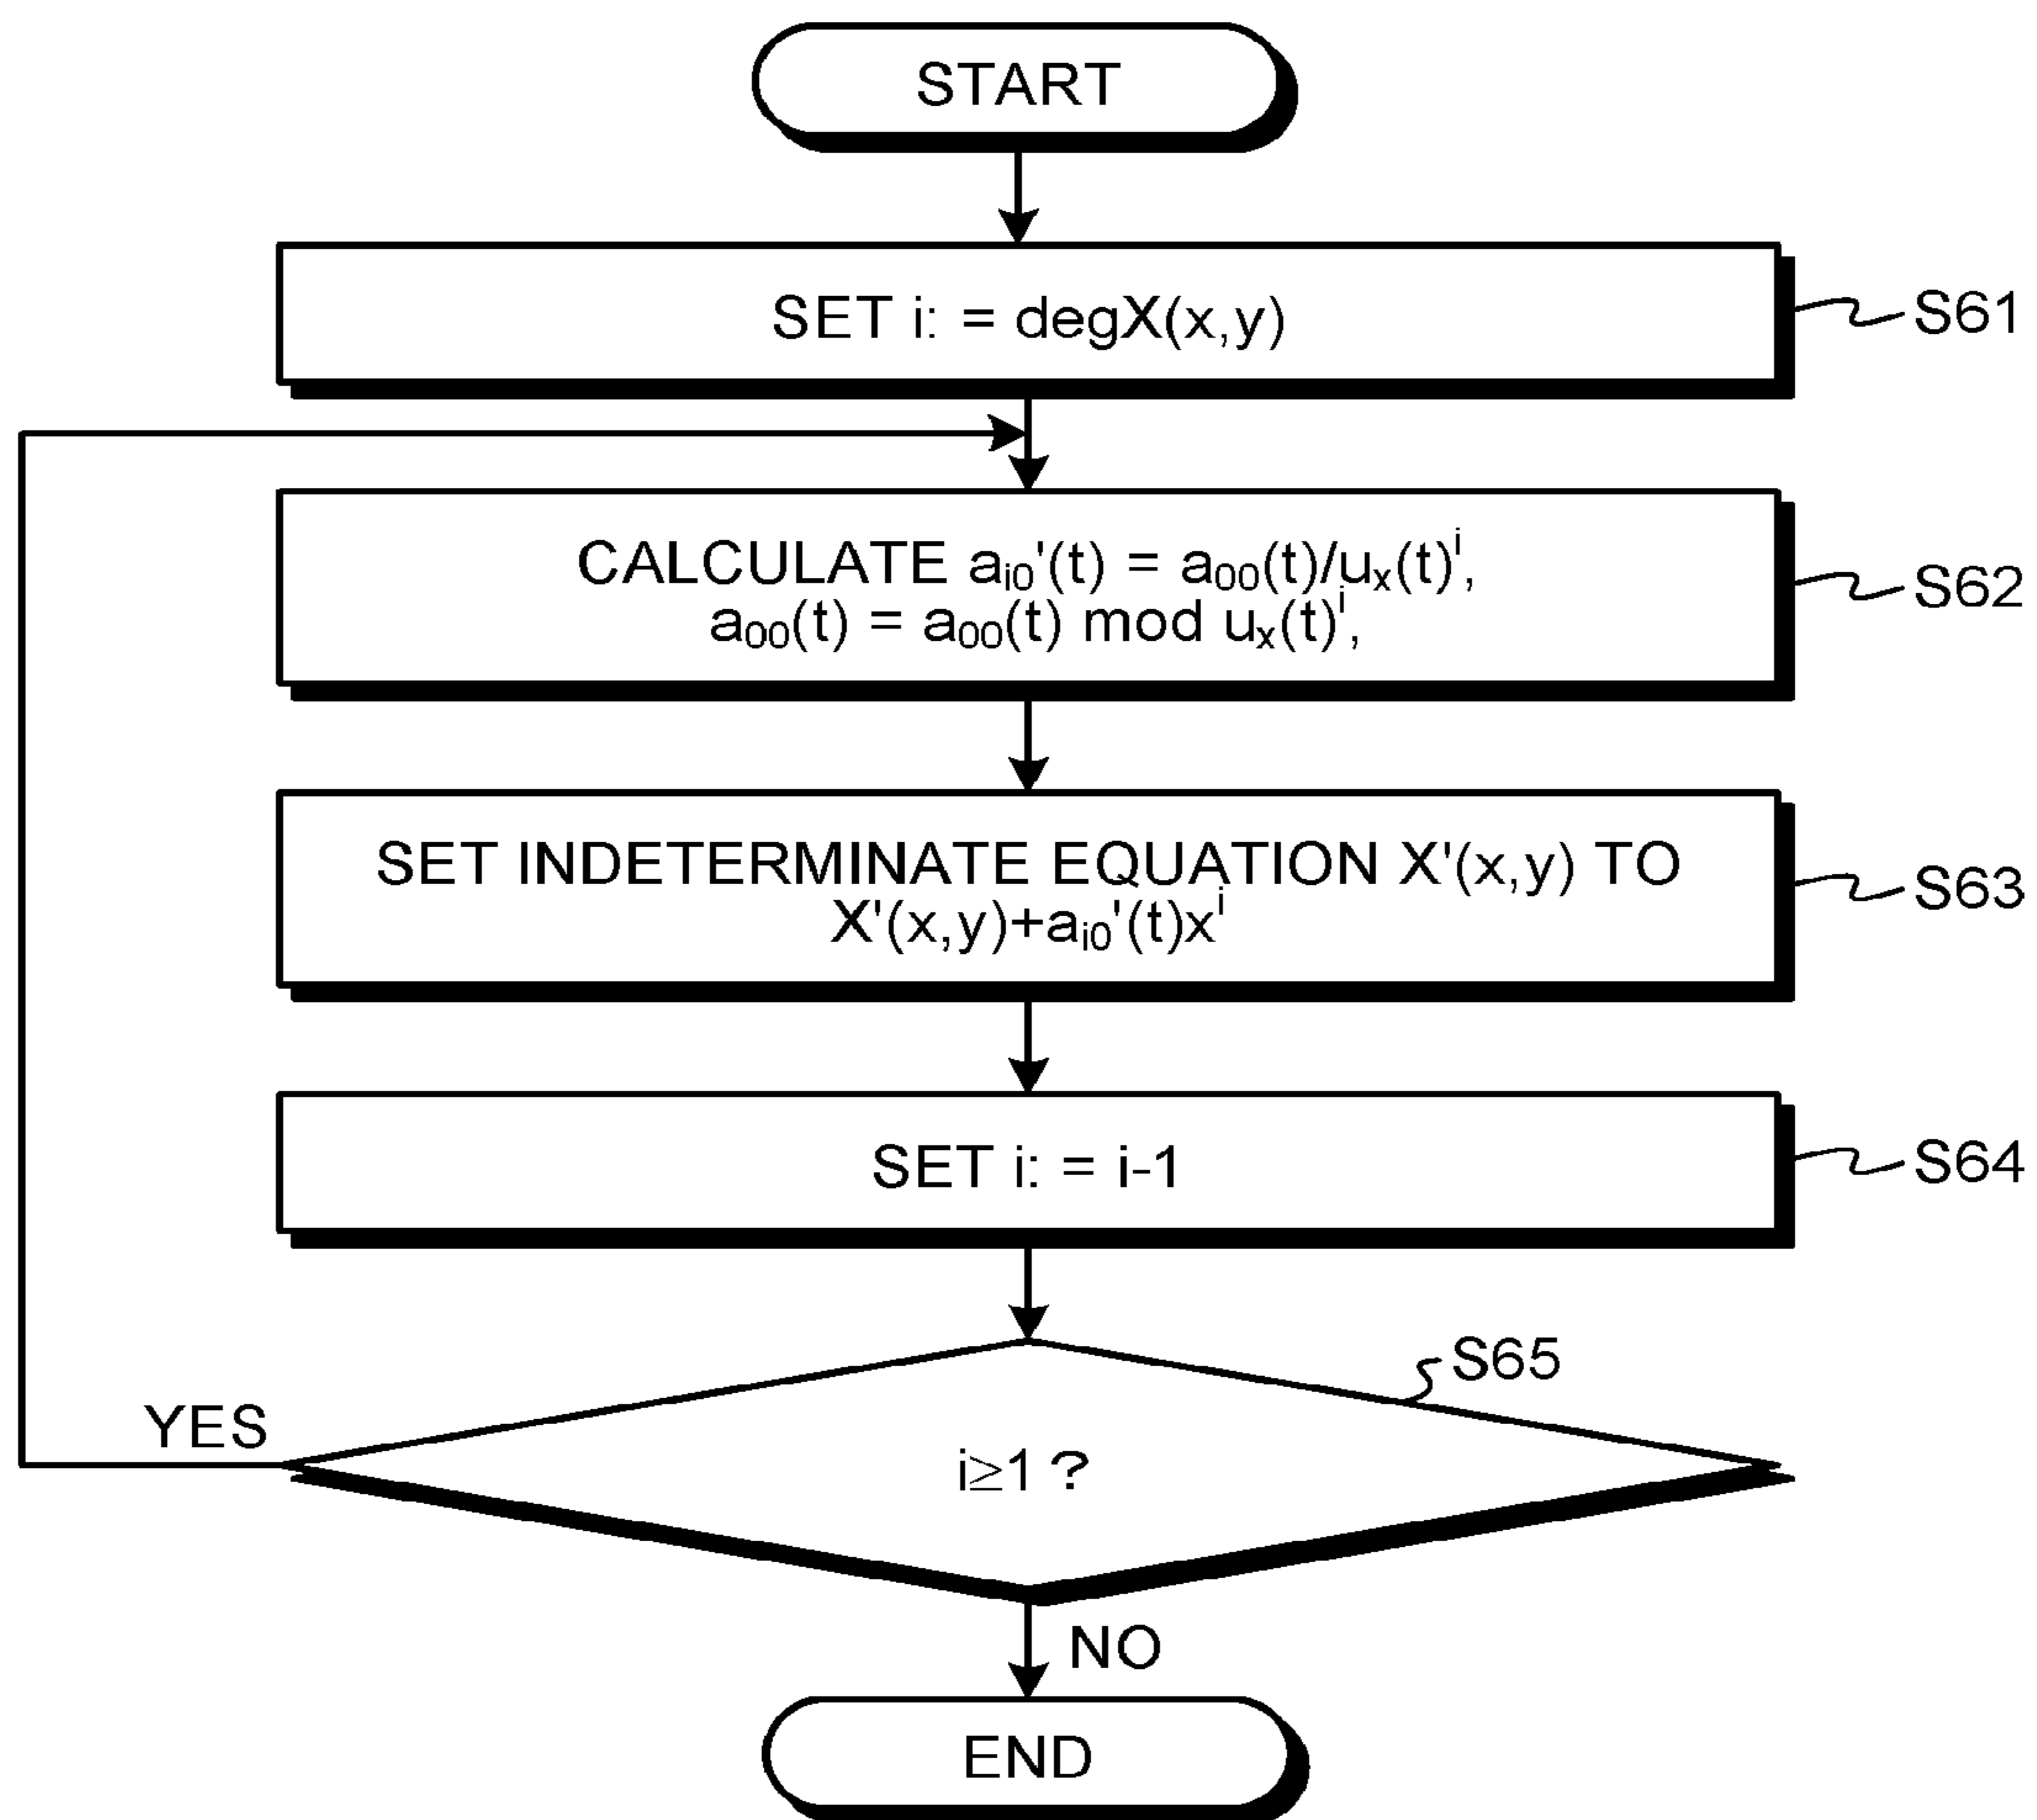 START
SET i: = degX(x,y)
S61
CALCULATE aᵢ₀'(t) = a₀₀(t)/uₓ(t)ⁱ,
a₀₀(t) = a₀₀(t) mod uₓ(t)ⁱ,
S62
SET INDETERMINATE EQUATION X'(x,y) TO
X'(x,y)+aᵢ₀'(t)xⁱ
S63
SET i: = i-1
S64
S65
YES
i≥1 ?
NO
END